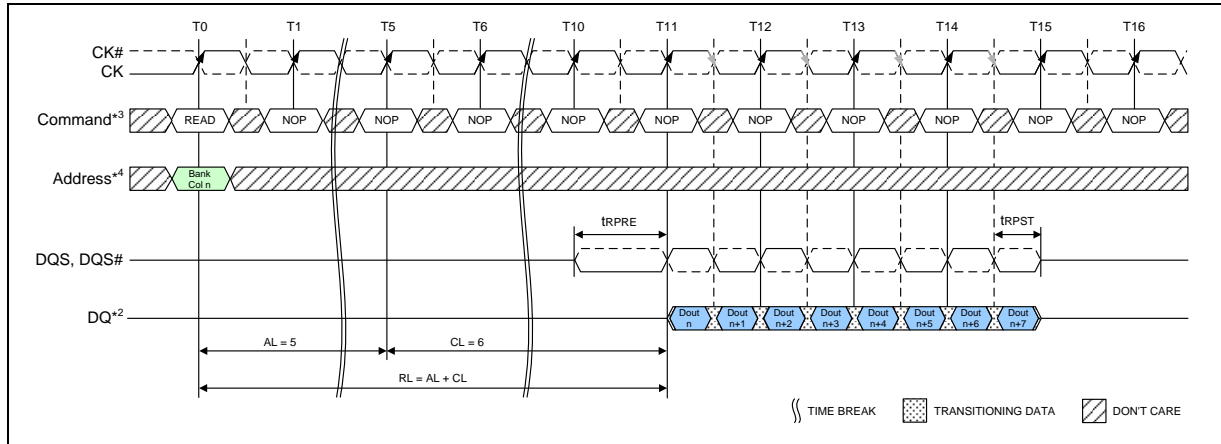 T0 T1 T5 T6 T10 T11 T12 T13 T14 T15 T16
CK#
CK
Command*3 READ NOP NOP NOP NOP NOP NOP NOP NOP NOP NOP
Address*4 Bank
Col n
tRPRE tRPST
DQS, DQS#
DQ*2 Dout n Dout n+1 Dout n+2 Dout n+3 Dout n+4 Dout n+5 Dout n+6 Dout n+7
AL = 5 CL = 6
RL = AL + CL
TIME BREAK TRANSITIONING DATA DON'T CARE